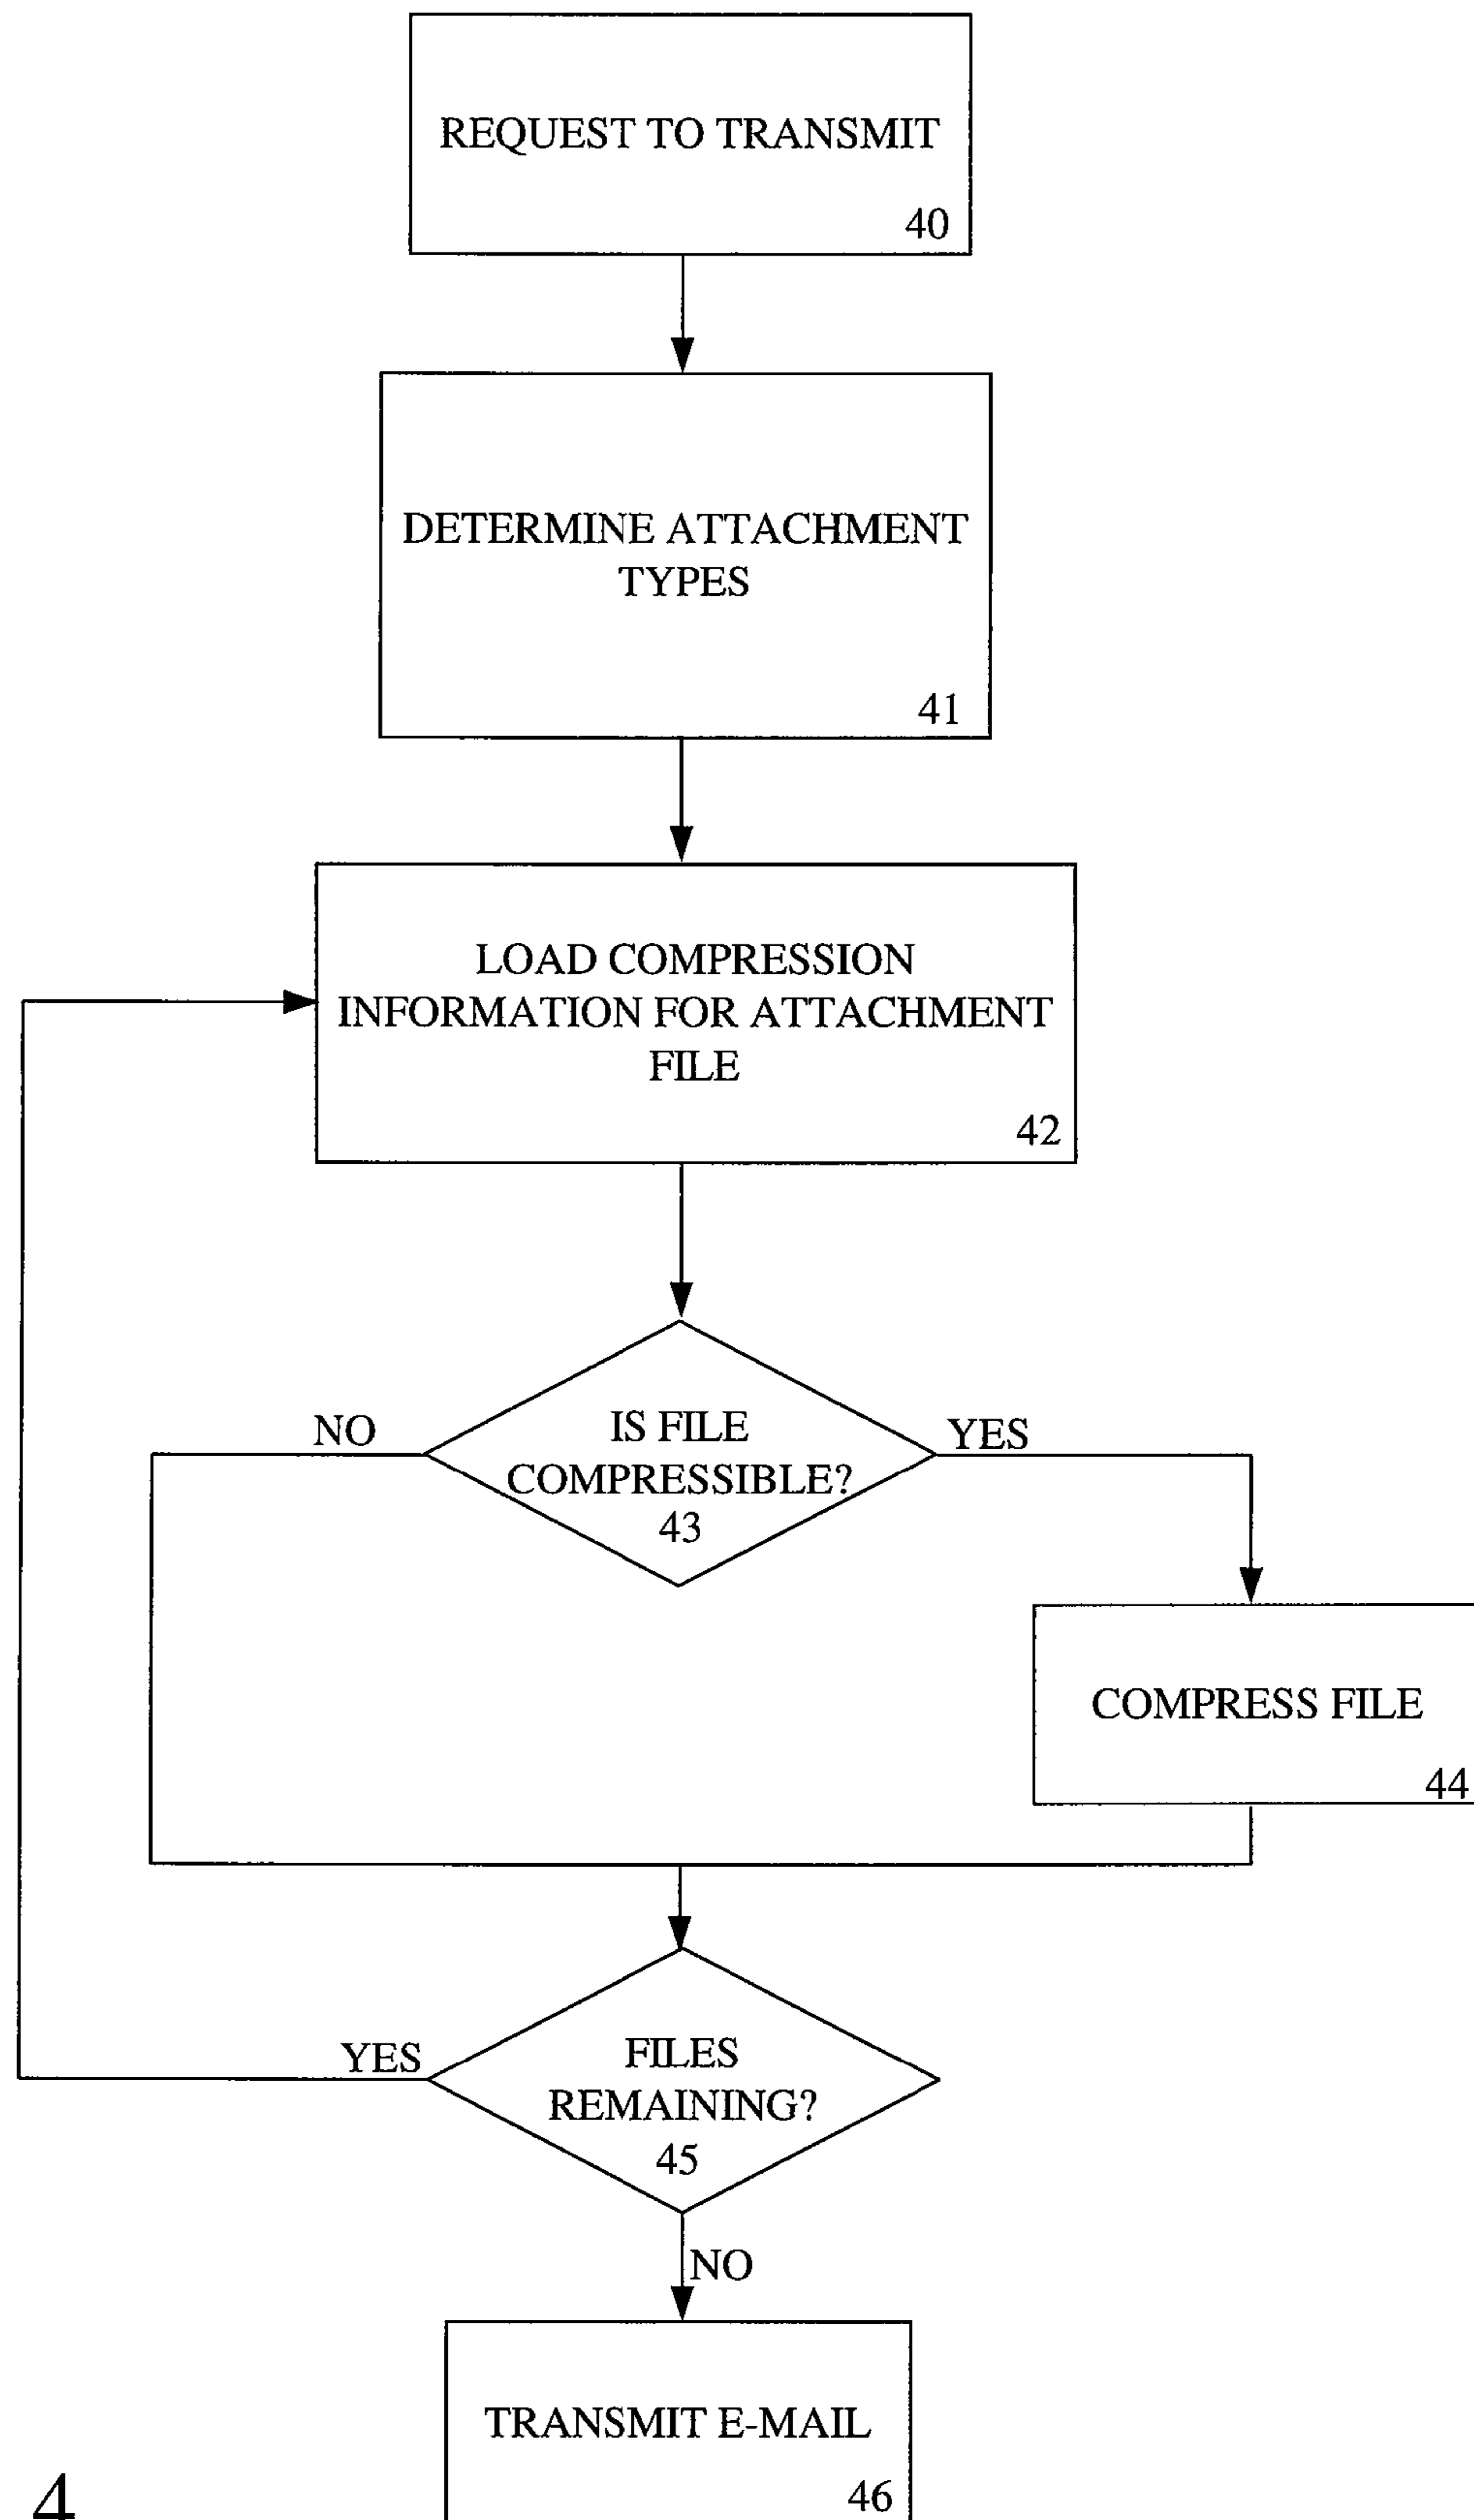 REQUEST TO TRANSMIT
40
DETERMINE ATTACHMENT
TYPES
41
LOAD COMPRESSION
INFORMATION FOR ATTACHMENT
FILE
42
NO
IS FILE
COMPRESSIBLE?
43
YES
COMPRESS FILE
44
YES
FILES
REMAINING?
45
NO
TRANSMIT E-MAIL
46
4